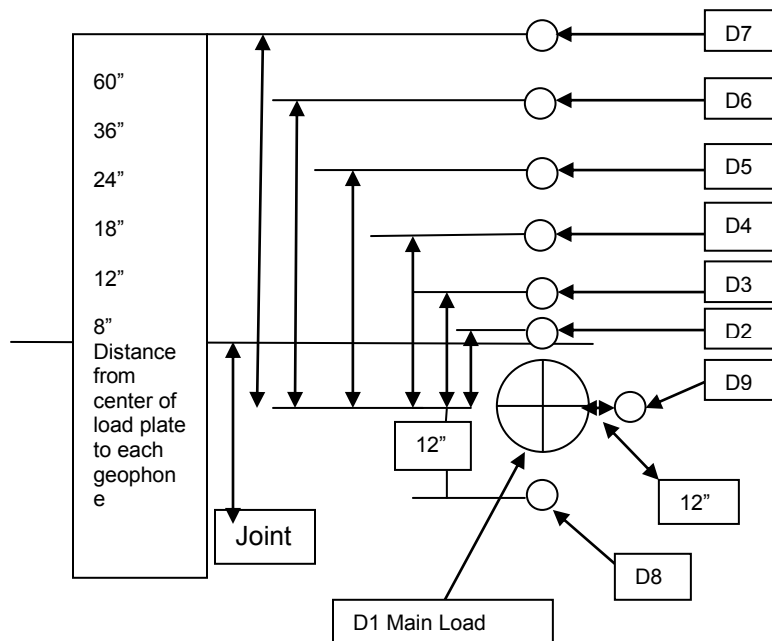 60”
36”
24”
18”
12”
8”
Distance
from
center of
load plate
to each
geophon
e
D7
D6
D5
D4
D3
D2
D9
12”
12”
Joint
D8
D1 Main Load